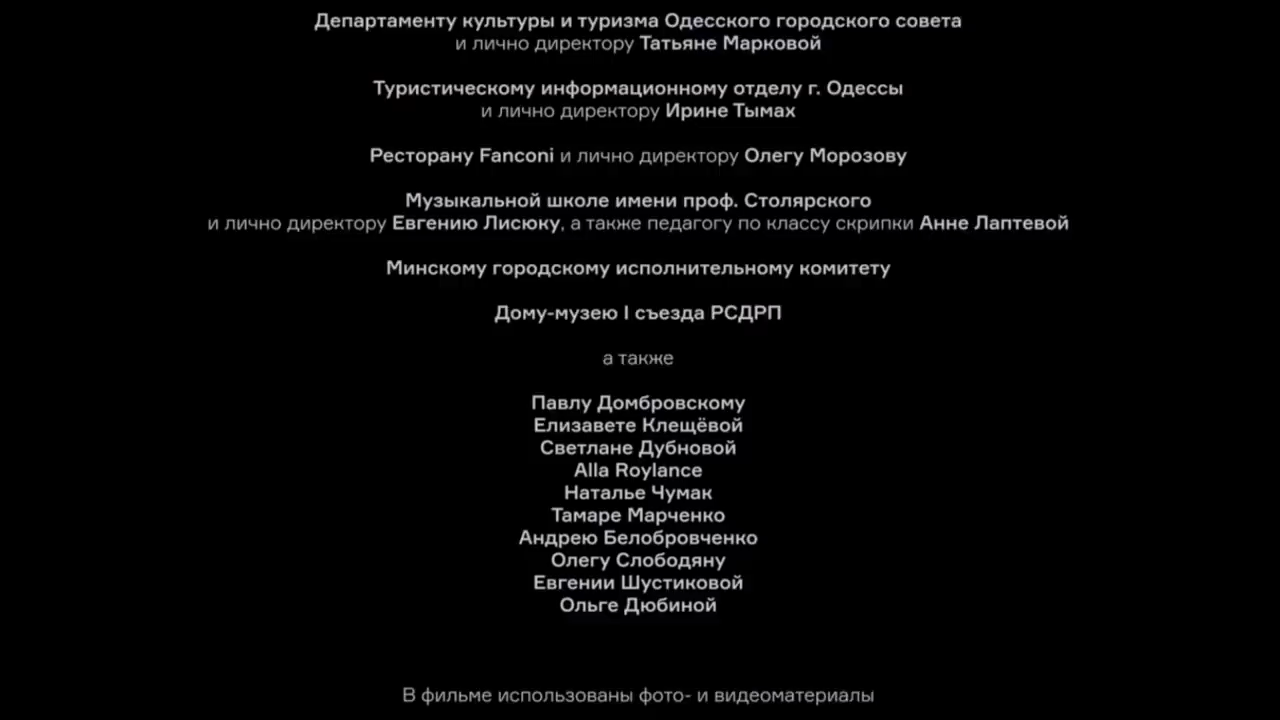 Департаменту культуры и туризма Одесского городского совета
и лично директору Татьяне Марковой
Туристическому информационному отделу г. Одессы
и лично директору Ирине Тымах
Ресторану Fanconi и лично директору Олегу Морозову
Музыкальной школе имени проф. Столярского
и лично директору Евгению Лисюку, а также педагогу по классу скрипки Анне Лаптевой
Минскому городскому исполнительному комитету
Дому-музею I съезда РСДРП
а также
Павлу Домбровскому
Елизавете Клещёвой
Светлане Дубновой
Alla Roylance
Наталье Чумак
Тамаре Марченко
Андрею Белобровченко
Олегу Слободяну
Евгении Шустиковой
Ольге Дюбиной
В фильме использованы фото- и видеоматериалы